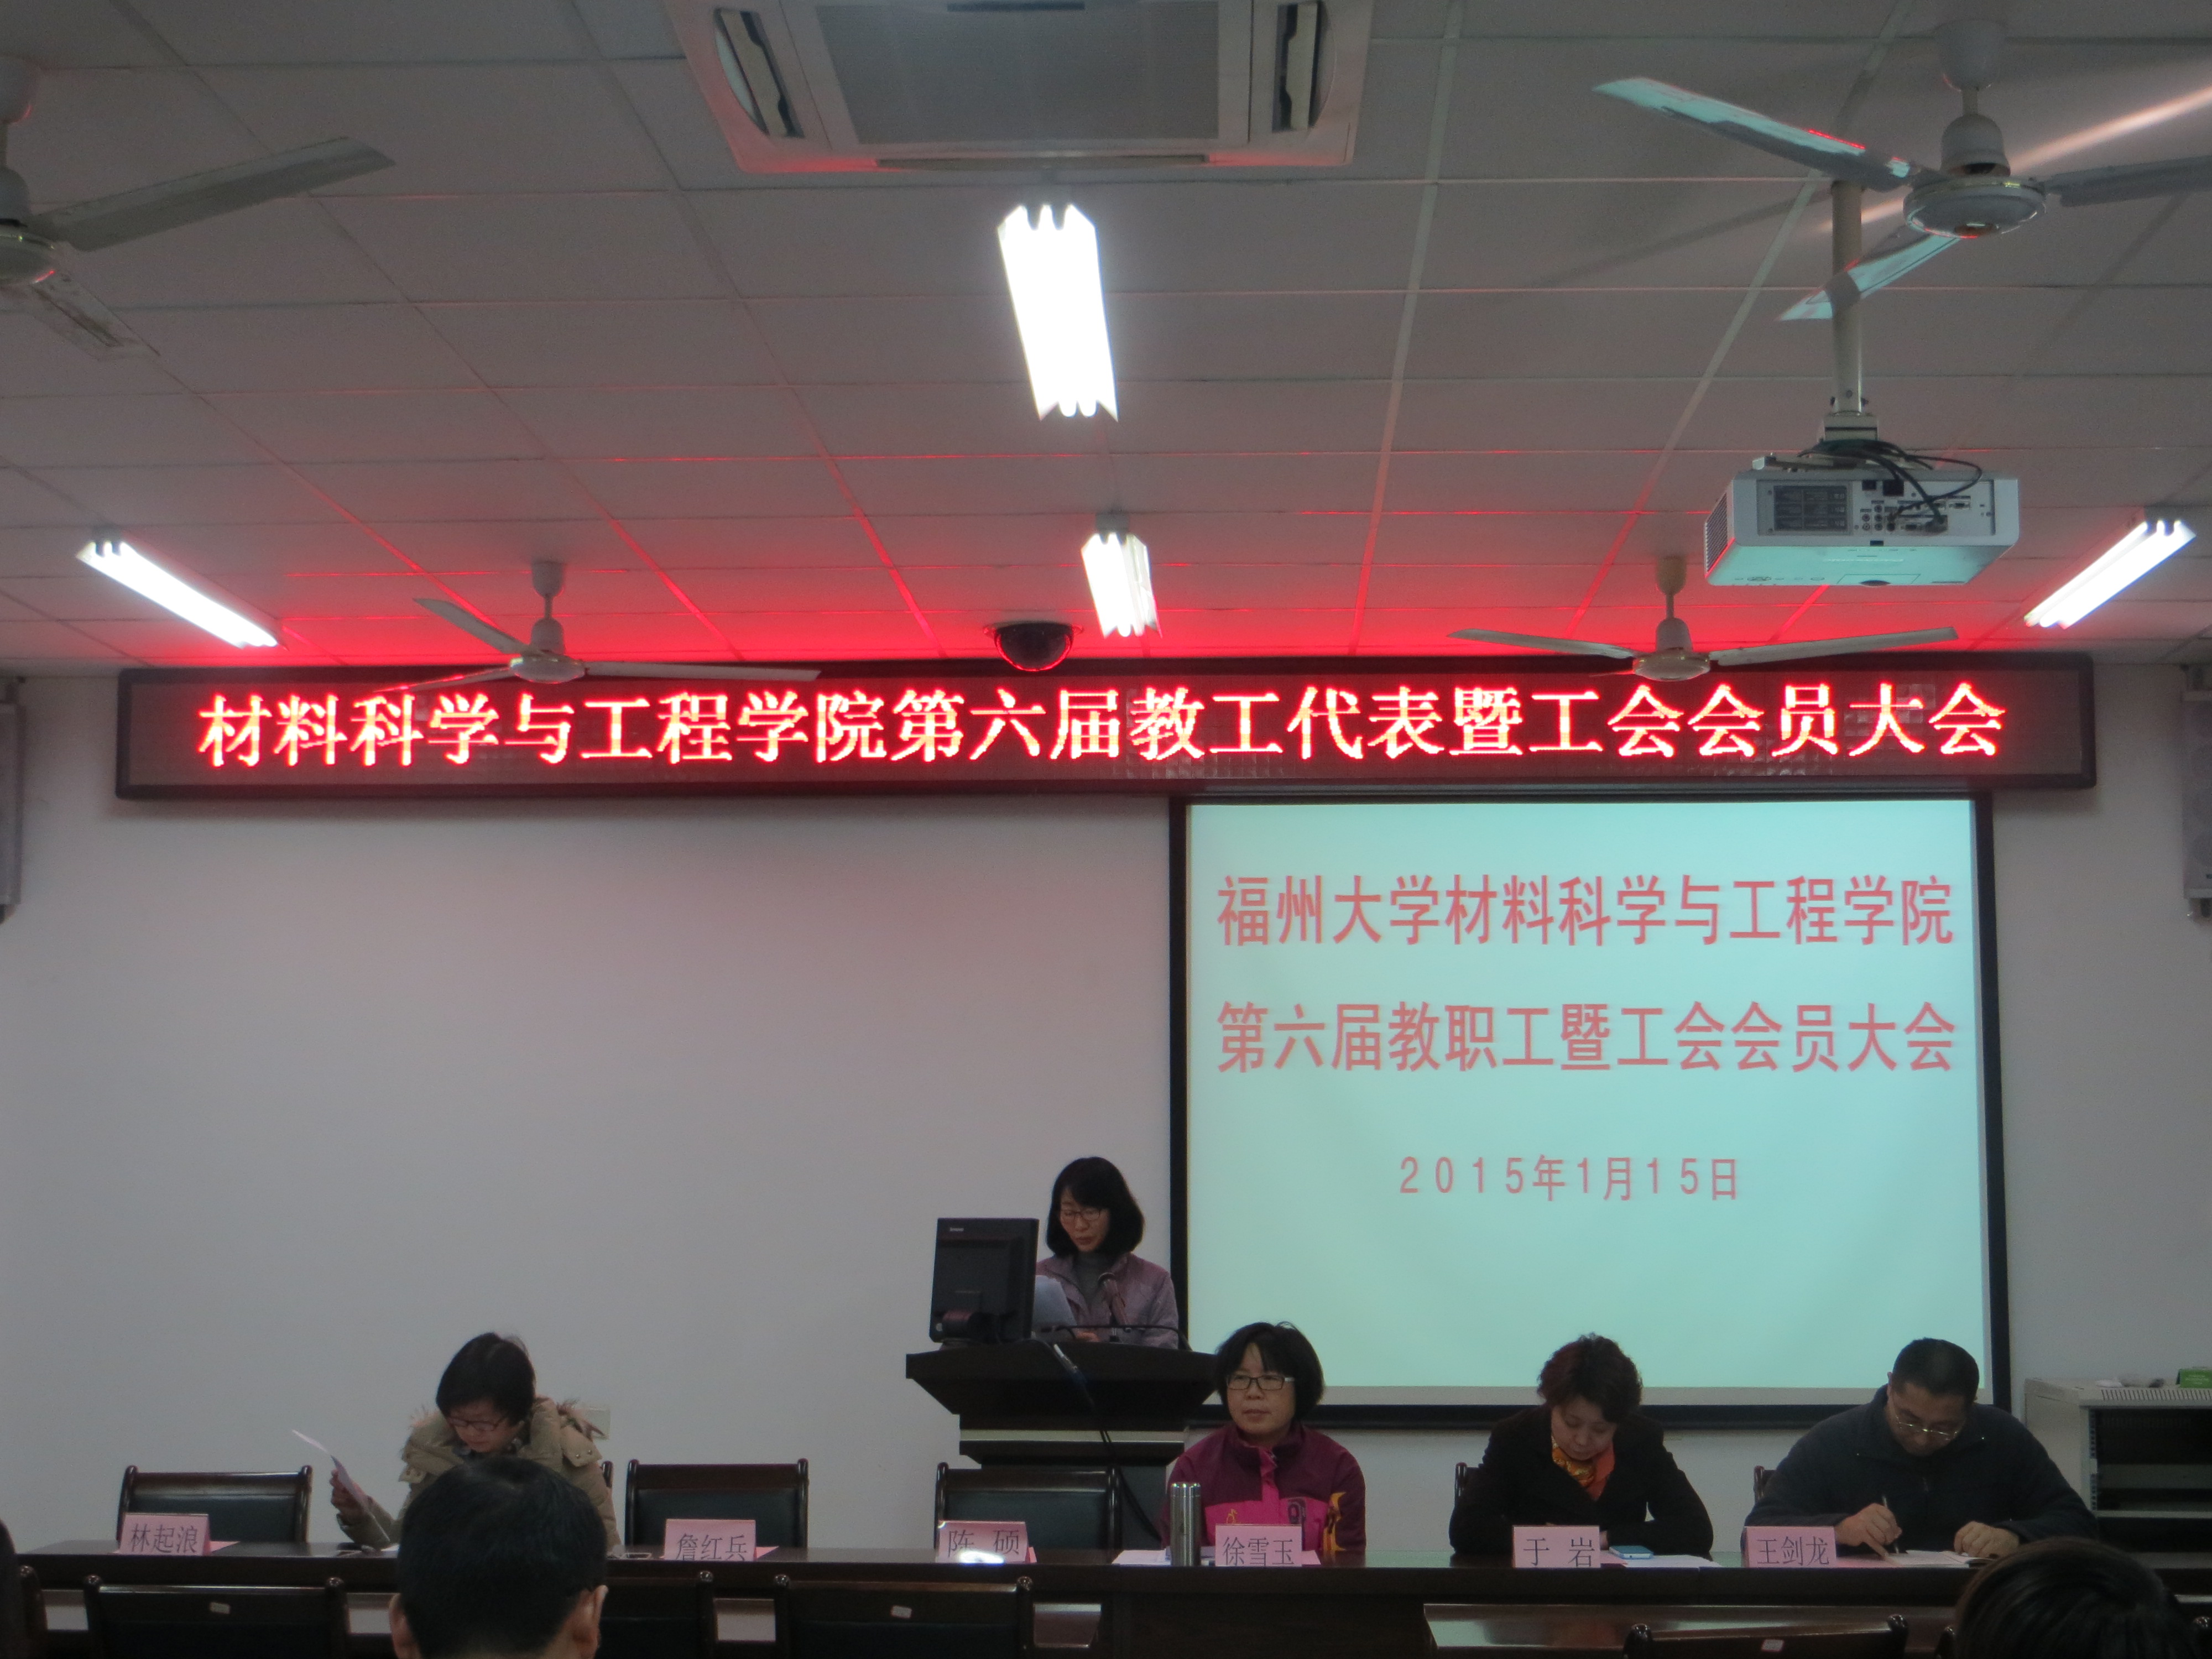 材料科学与工程学院第六届教工代表暨工会会员大会
福州大学材料科学与工程学院
第六届教职工暨工会会员大会
2015年1月15日
林起浪
詹红兵
陈 硕
徐雪玉
于 岩
王剑龙